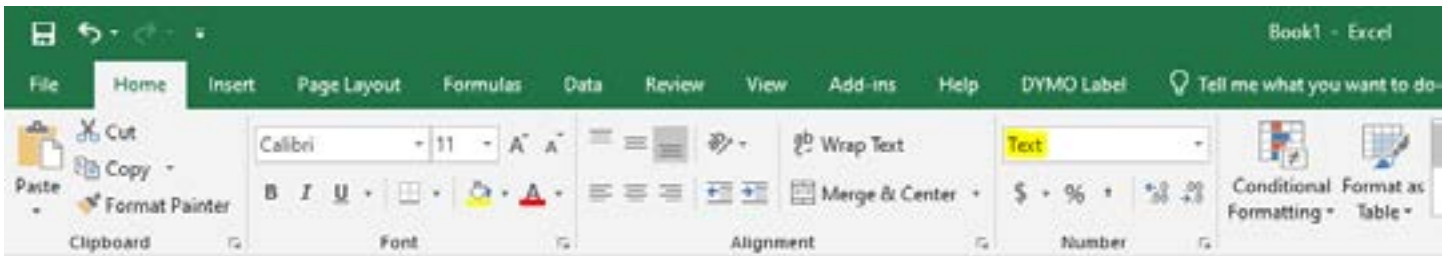 Book1 - Excel
File Home Insert Page Layout Formulas Data Review View Add-ins Help DYMO Label Tell me what you want to do
Cut Calibri 11 A A ab Wrap Text Text
Copy
Paste Format Painter B I U A Merge & Center $ % , Conditional Formatting Format as Table
Clipboard Font Alignment Number